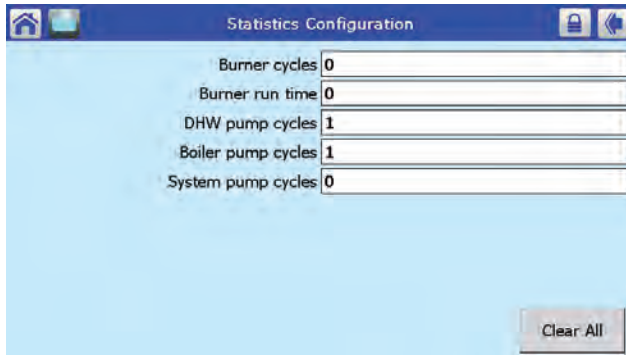 Statistics Configuration
Burner cycles 0
Burner run time 0
DHW pump cycles 1
Boiler pump cycles 1
System pump cycles 0
Clear All